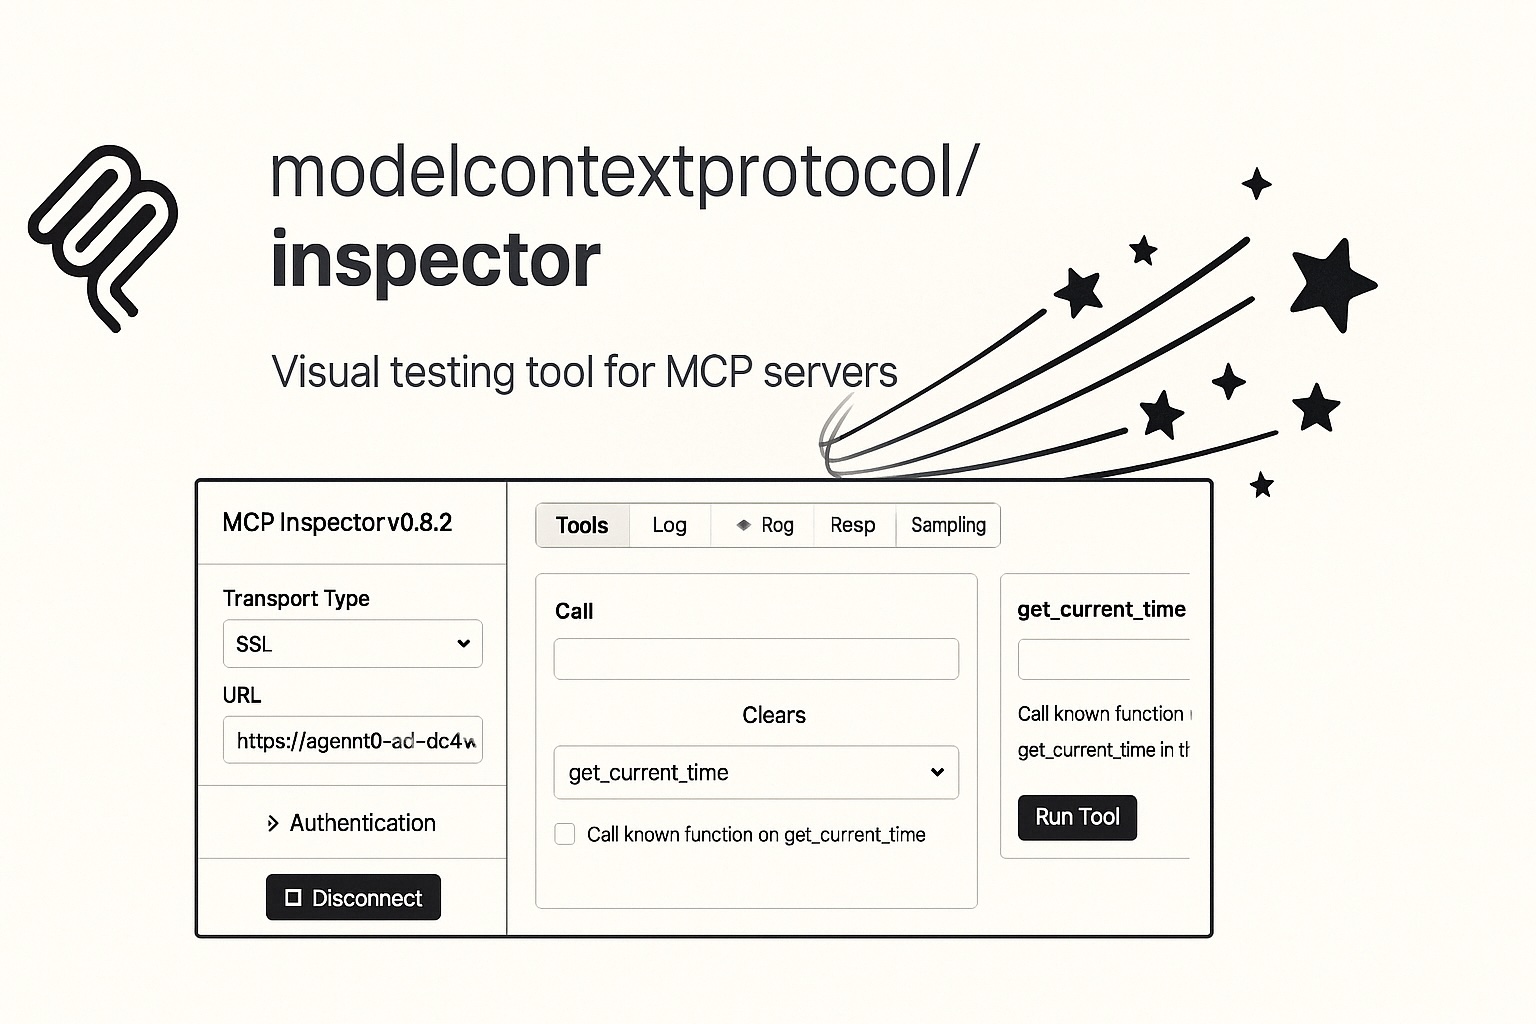 modelcontextprotocol/
inspector
Visual testing tool for MCP servers
MCP Inspector v0.8.2
Transport Type
SSL
URL
https://agennt0-ad-dc4w
Authentication
Disconnect
Tools
Log
Rog
Resp
Sampling
Call
Clears
get_current_time
Call known function on get_current_time
get_current_time
Call known function
get_current_time in th
Run Tool